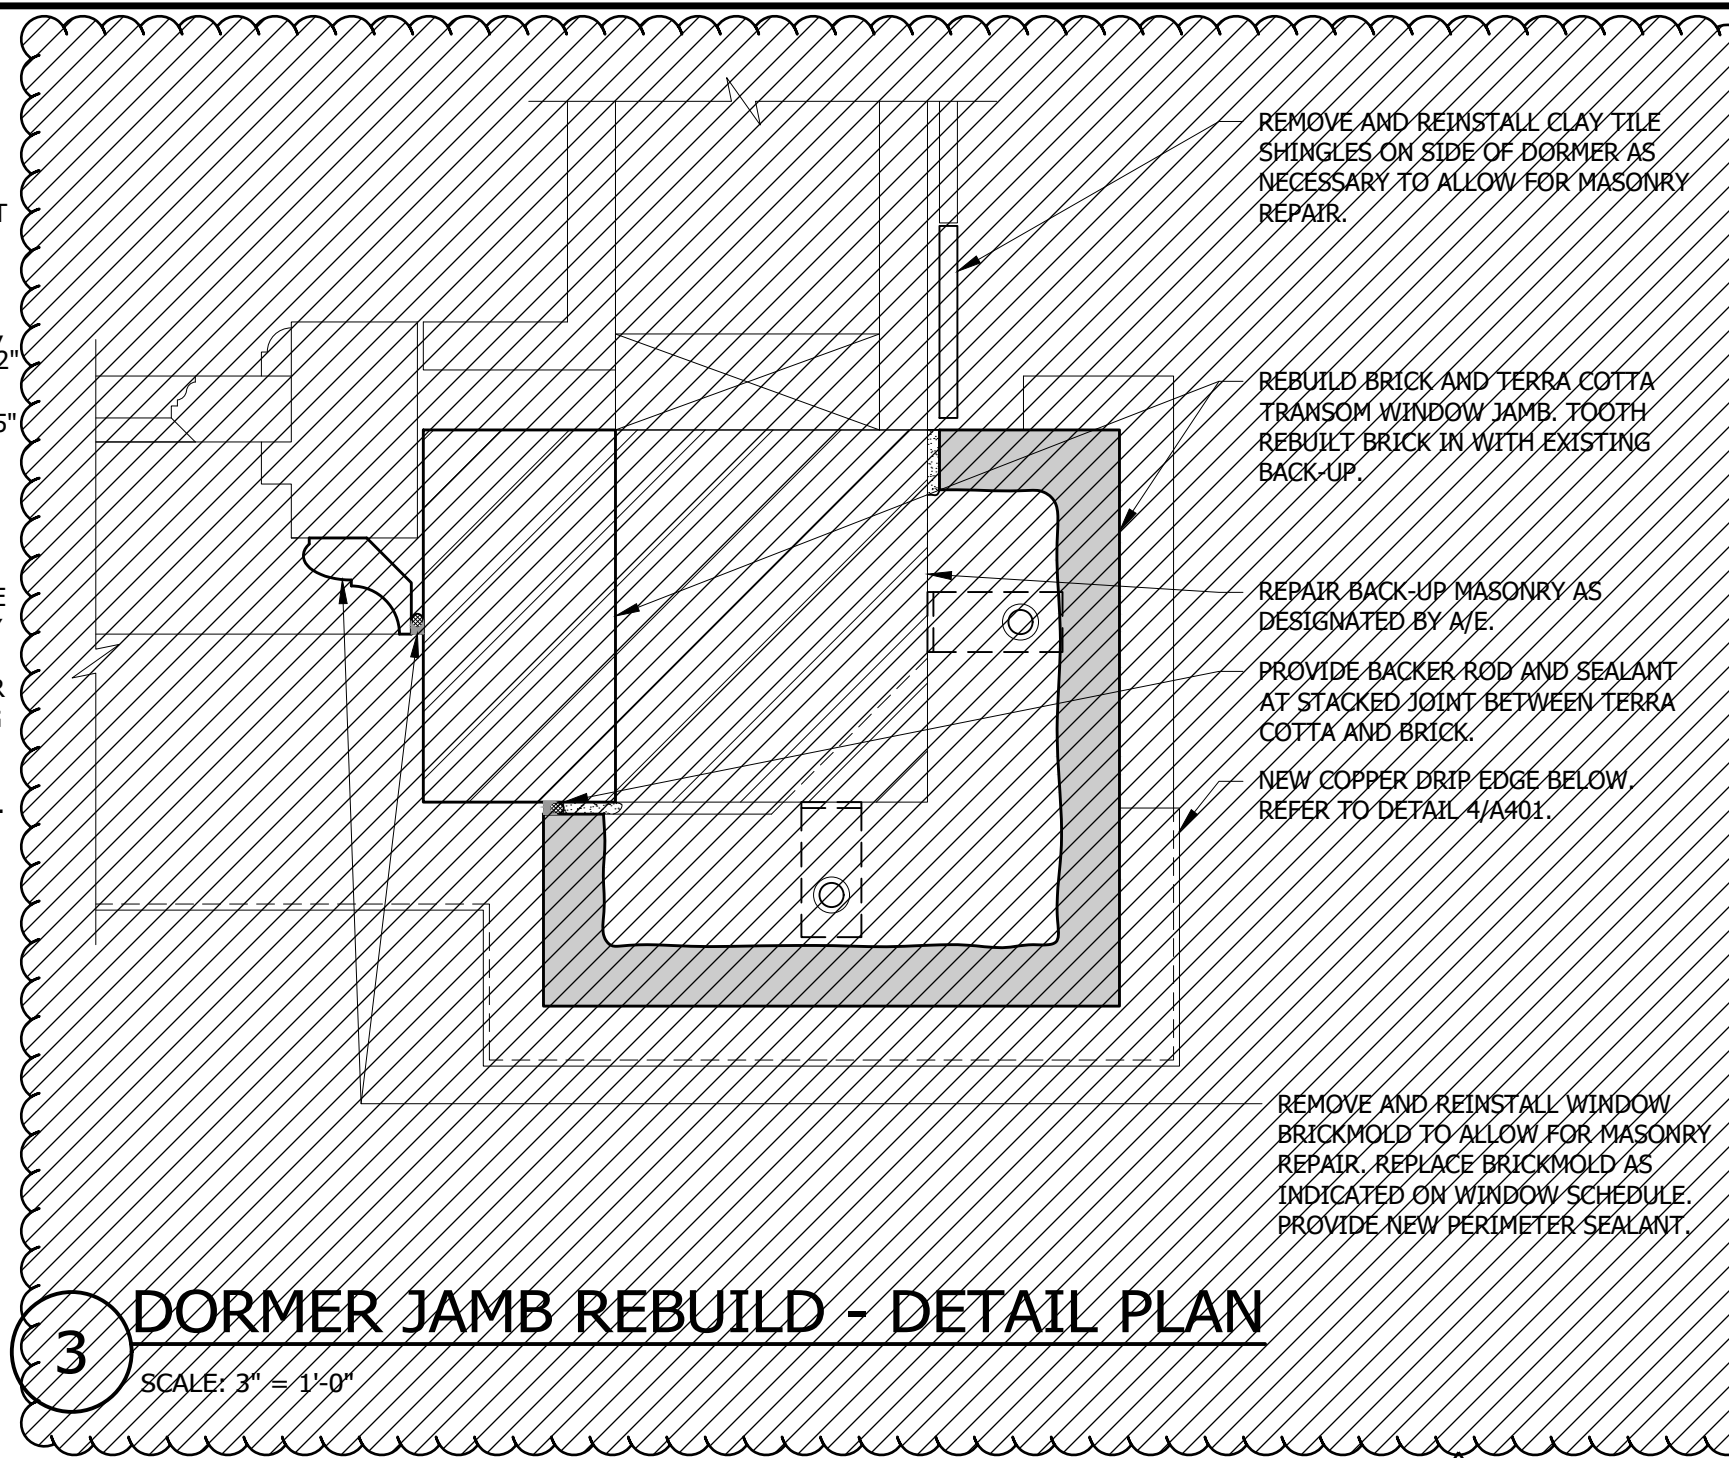 T
2"
5"
E
R
REMOVE AND REINSTALL CLAY TILE
SHINGLES ON SIDE OF DORMER AS
NECESSARY TO ALLOW FOR MASONRY
REPAIR.
REBUILD BRICK AND TERRA COTTA
TRANSOM WINDOW JAMB. TOOTH
REBUILT BRICK IN WITH EXISTING
BACK-UP.
REPAIR BACK-UP MASONRY AS
DESIGNATED BY A/E.
PROVIDE BACKER ROD AND SEALANT
AT STACKED JOINT BETWEEN TERRA
COTTA AND BRICK.
NEW COPPER DRIP EDGE BELOW.
REFER TO DETAIL 4/A401.
REMOVE AND REINSTALL WINDOW
BRICKMOLD TO ALLOW FOR MASONRY
REPAIR. REPLACE BRICKMOLD AS
INDICATED ON WINDOW SCHEDULE.
PROVIDE NEW PERIMETER SEALANT.
3
DORMER JAMB REBUILD - DETAIL PLAN
SCALE: 3" = 1'-0"